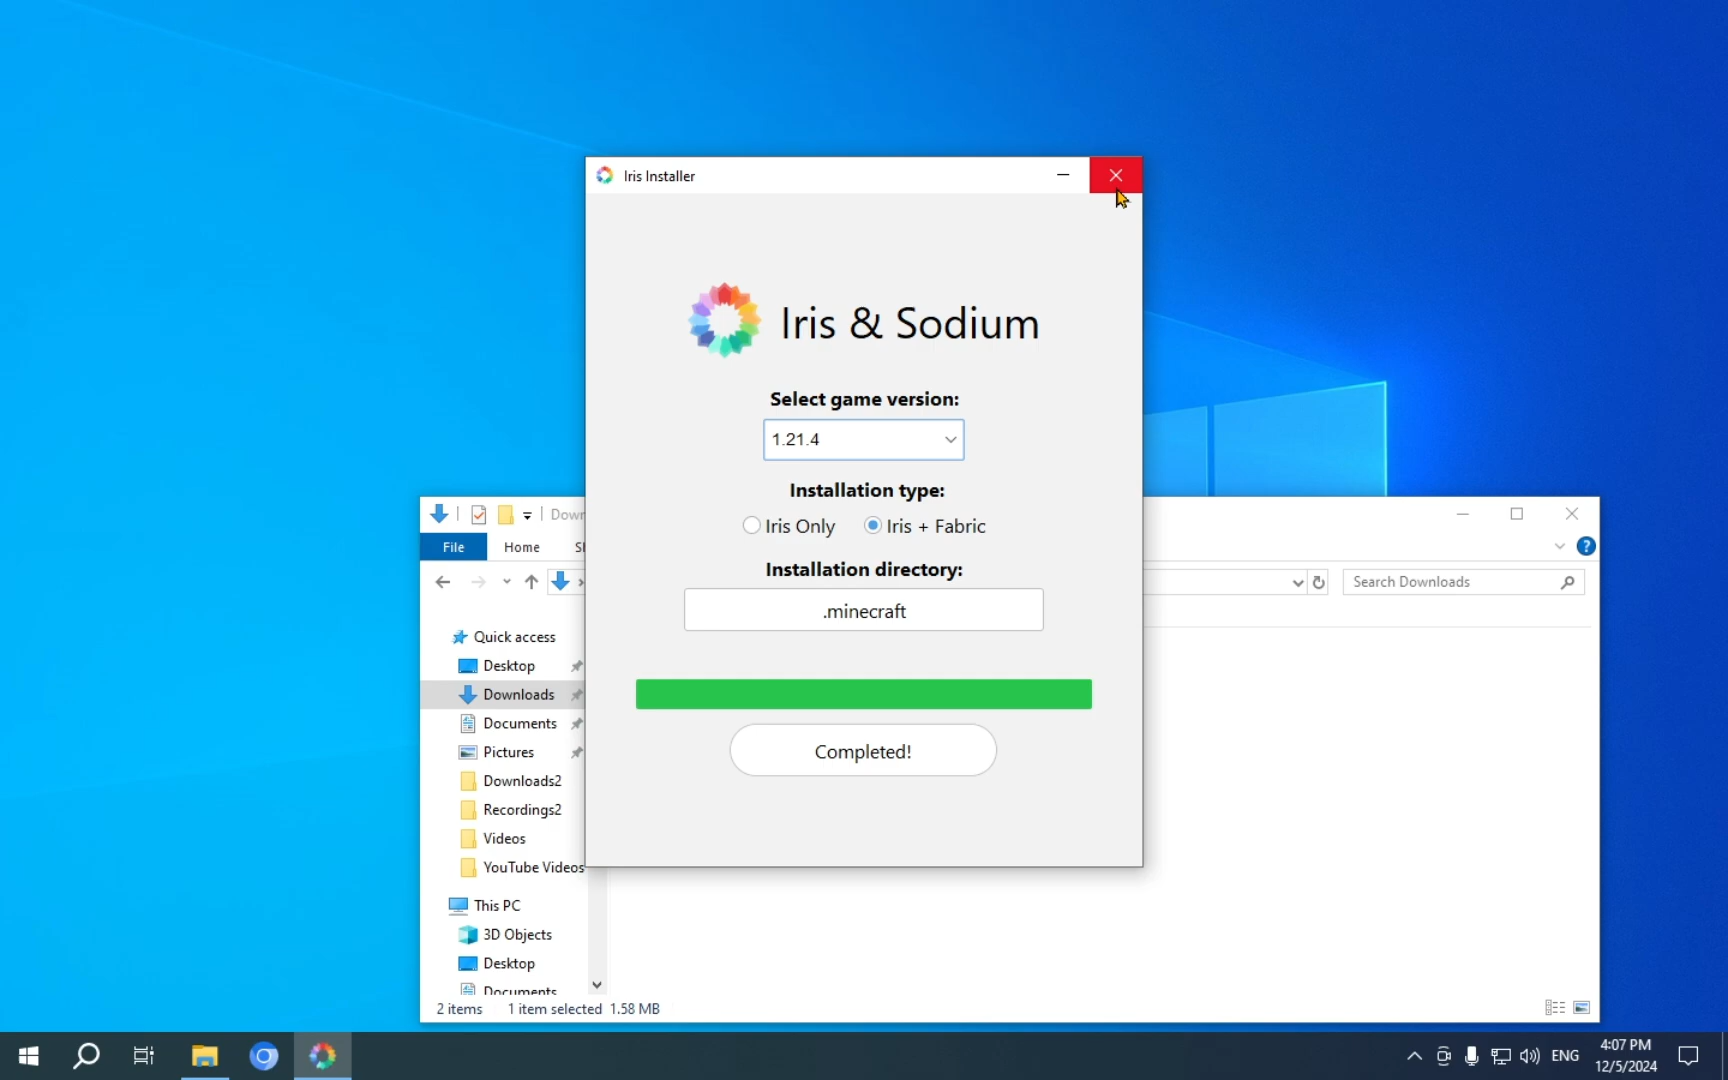 Iris Installer
Iris & Sodium
Select game version:
1.21.4
Installation type:
Iris Only
Iris + Fabric
Installation directory:
.minecraft
Completed!
File
Home
Search Downloads
Quick access
Desktop
Downloads
Documents
Pictures
Downloads2
Recordings2
Videos
YouTube Videos
This PC
3D Objects
Desktop
Documents
2 items 1 item selected 1.58 MB
ENG
4:07 PM
12/5/2024